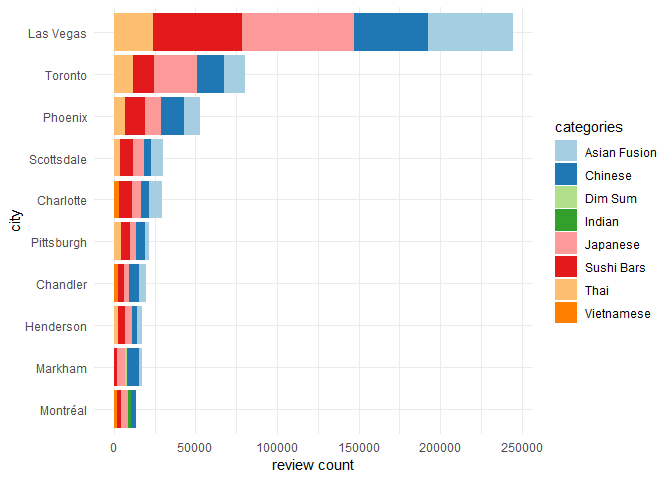 Las Vegas
Toronto
Phoenix
Scottsdale
Charlotte
Pittsburgh
Chandler
Henderson
Markham
Montréal
city
0 50000 100000 150000 200000 250000
review count
categories
Asian Fusion
Chinese
Dim Sum
Indian
Japanese
Sushi Bars
Thai
Vietnamese